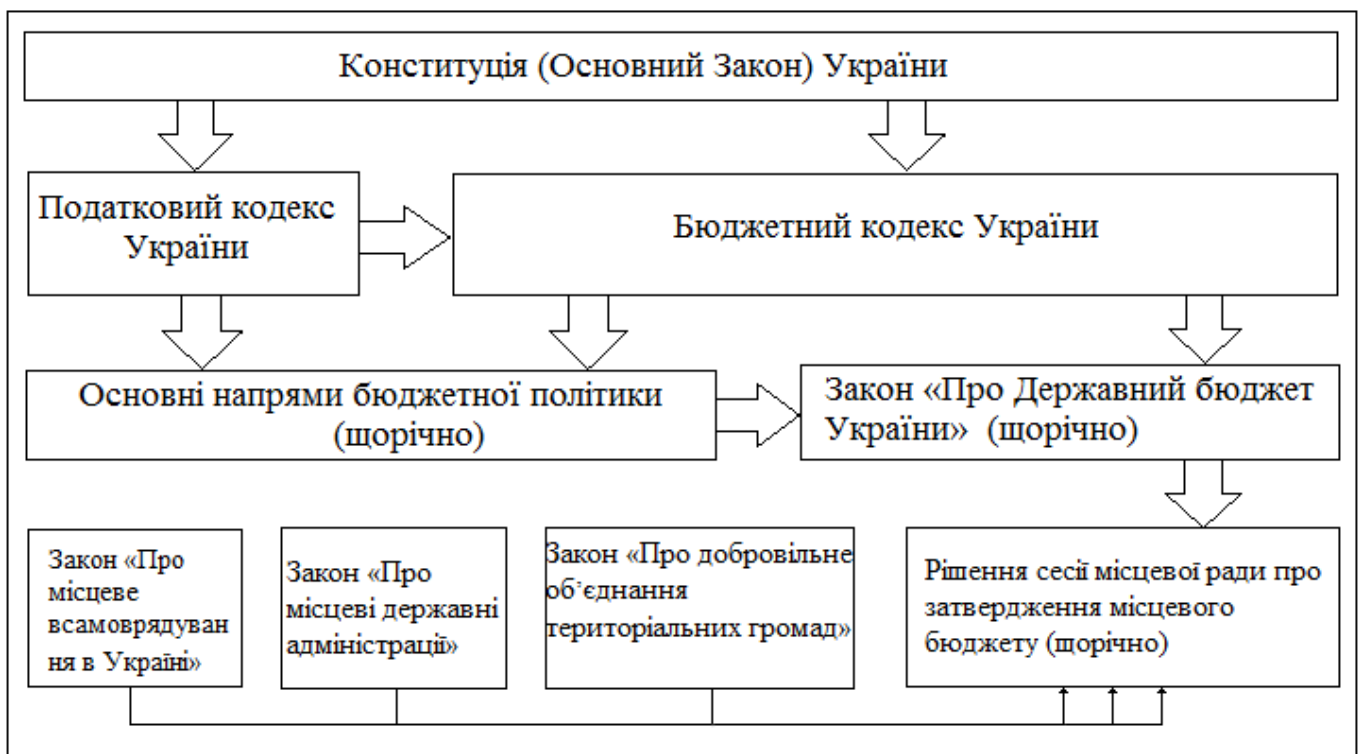 Конституція (Основний Закон) України
Податковий кодекс
України
Бюджетний кодекс України
Основні напрями бюджетної політики
(щорічно)
Закон «Про Державний бюджет
України» (щорічно)
Закон «Про
місцеве
всамоврядуван
ня в Україні»
Закон «Про
місцеві державні
адміністрації»
Закон «Про добровільне
об’єднання
територіальних громад»
Рішення сесії місцевої ради про
затвердження місцевого
бюджету (щорічно)